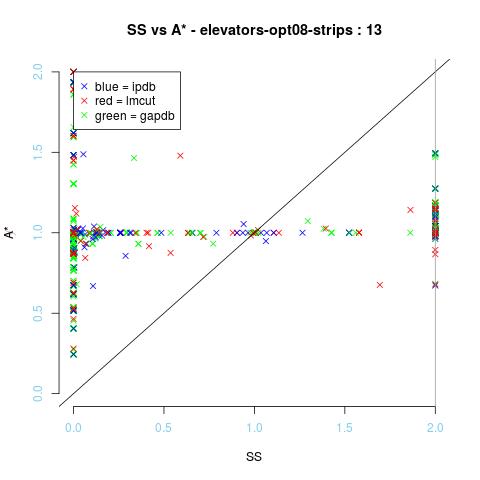 SS vs A* - elevators-opt08-strips : 13
blue = ipdb
red = lmcut
green = gapdb
2.0
1.5
1.0
0.5
0.0
A*
0.0 0.5 1.0 1.5 2.0
SS